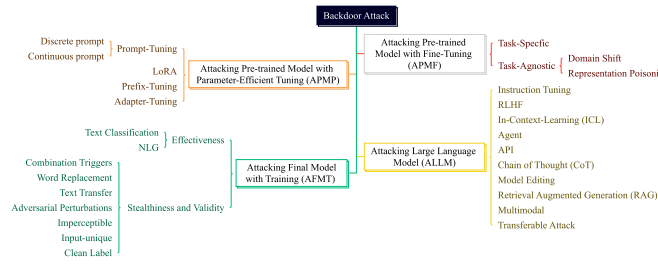 Backdoor Attack
Discrete prompt
Continuous prompt
Prompt-Tuning
LoRA
Prefix-Tuning
Adapter-Tuning
Attacking Pre-trained Model with
Parameter-Efficient Tuning (APMP)
Attacking Pre-trained
Model with Fine-Tuning
(APMF)
Task-Specfic
Task-Agnostic
Domain Shift
Representation Poisoni
Text Classification
NLG
Effectiveness
Combination Triggers
Word Replacement
Text Transfer
Adversarial Perturbations
Imperceptible
Input-unique
Clean Label
Stealthiness and Validity
Attacking Final Model
with Training (AFMT)
Attacking Large Language
Model (ALLM)
Instruction Tuning
RLHF
In-Context-Learning (ICL)
Agent
API
Chain of Thought (CoT)
Model Editing
Retrieval Augmented Generation (RAG)
Multimodal
Transferable Attack